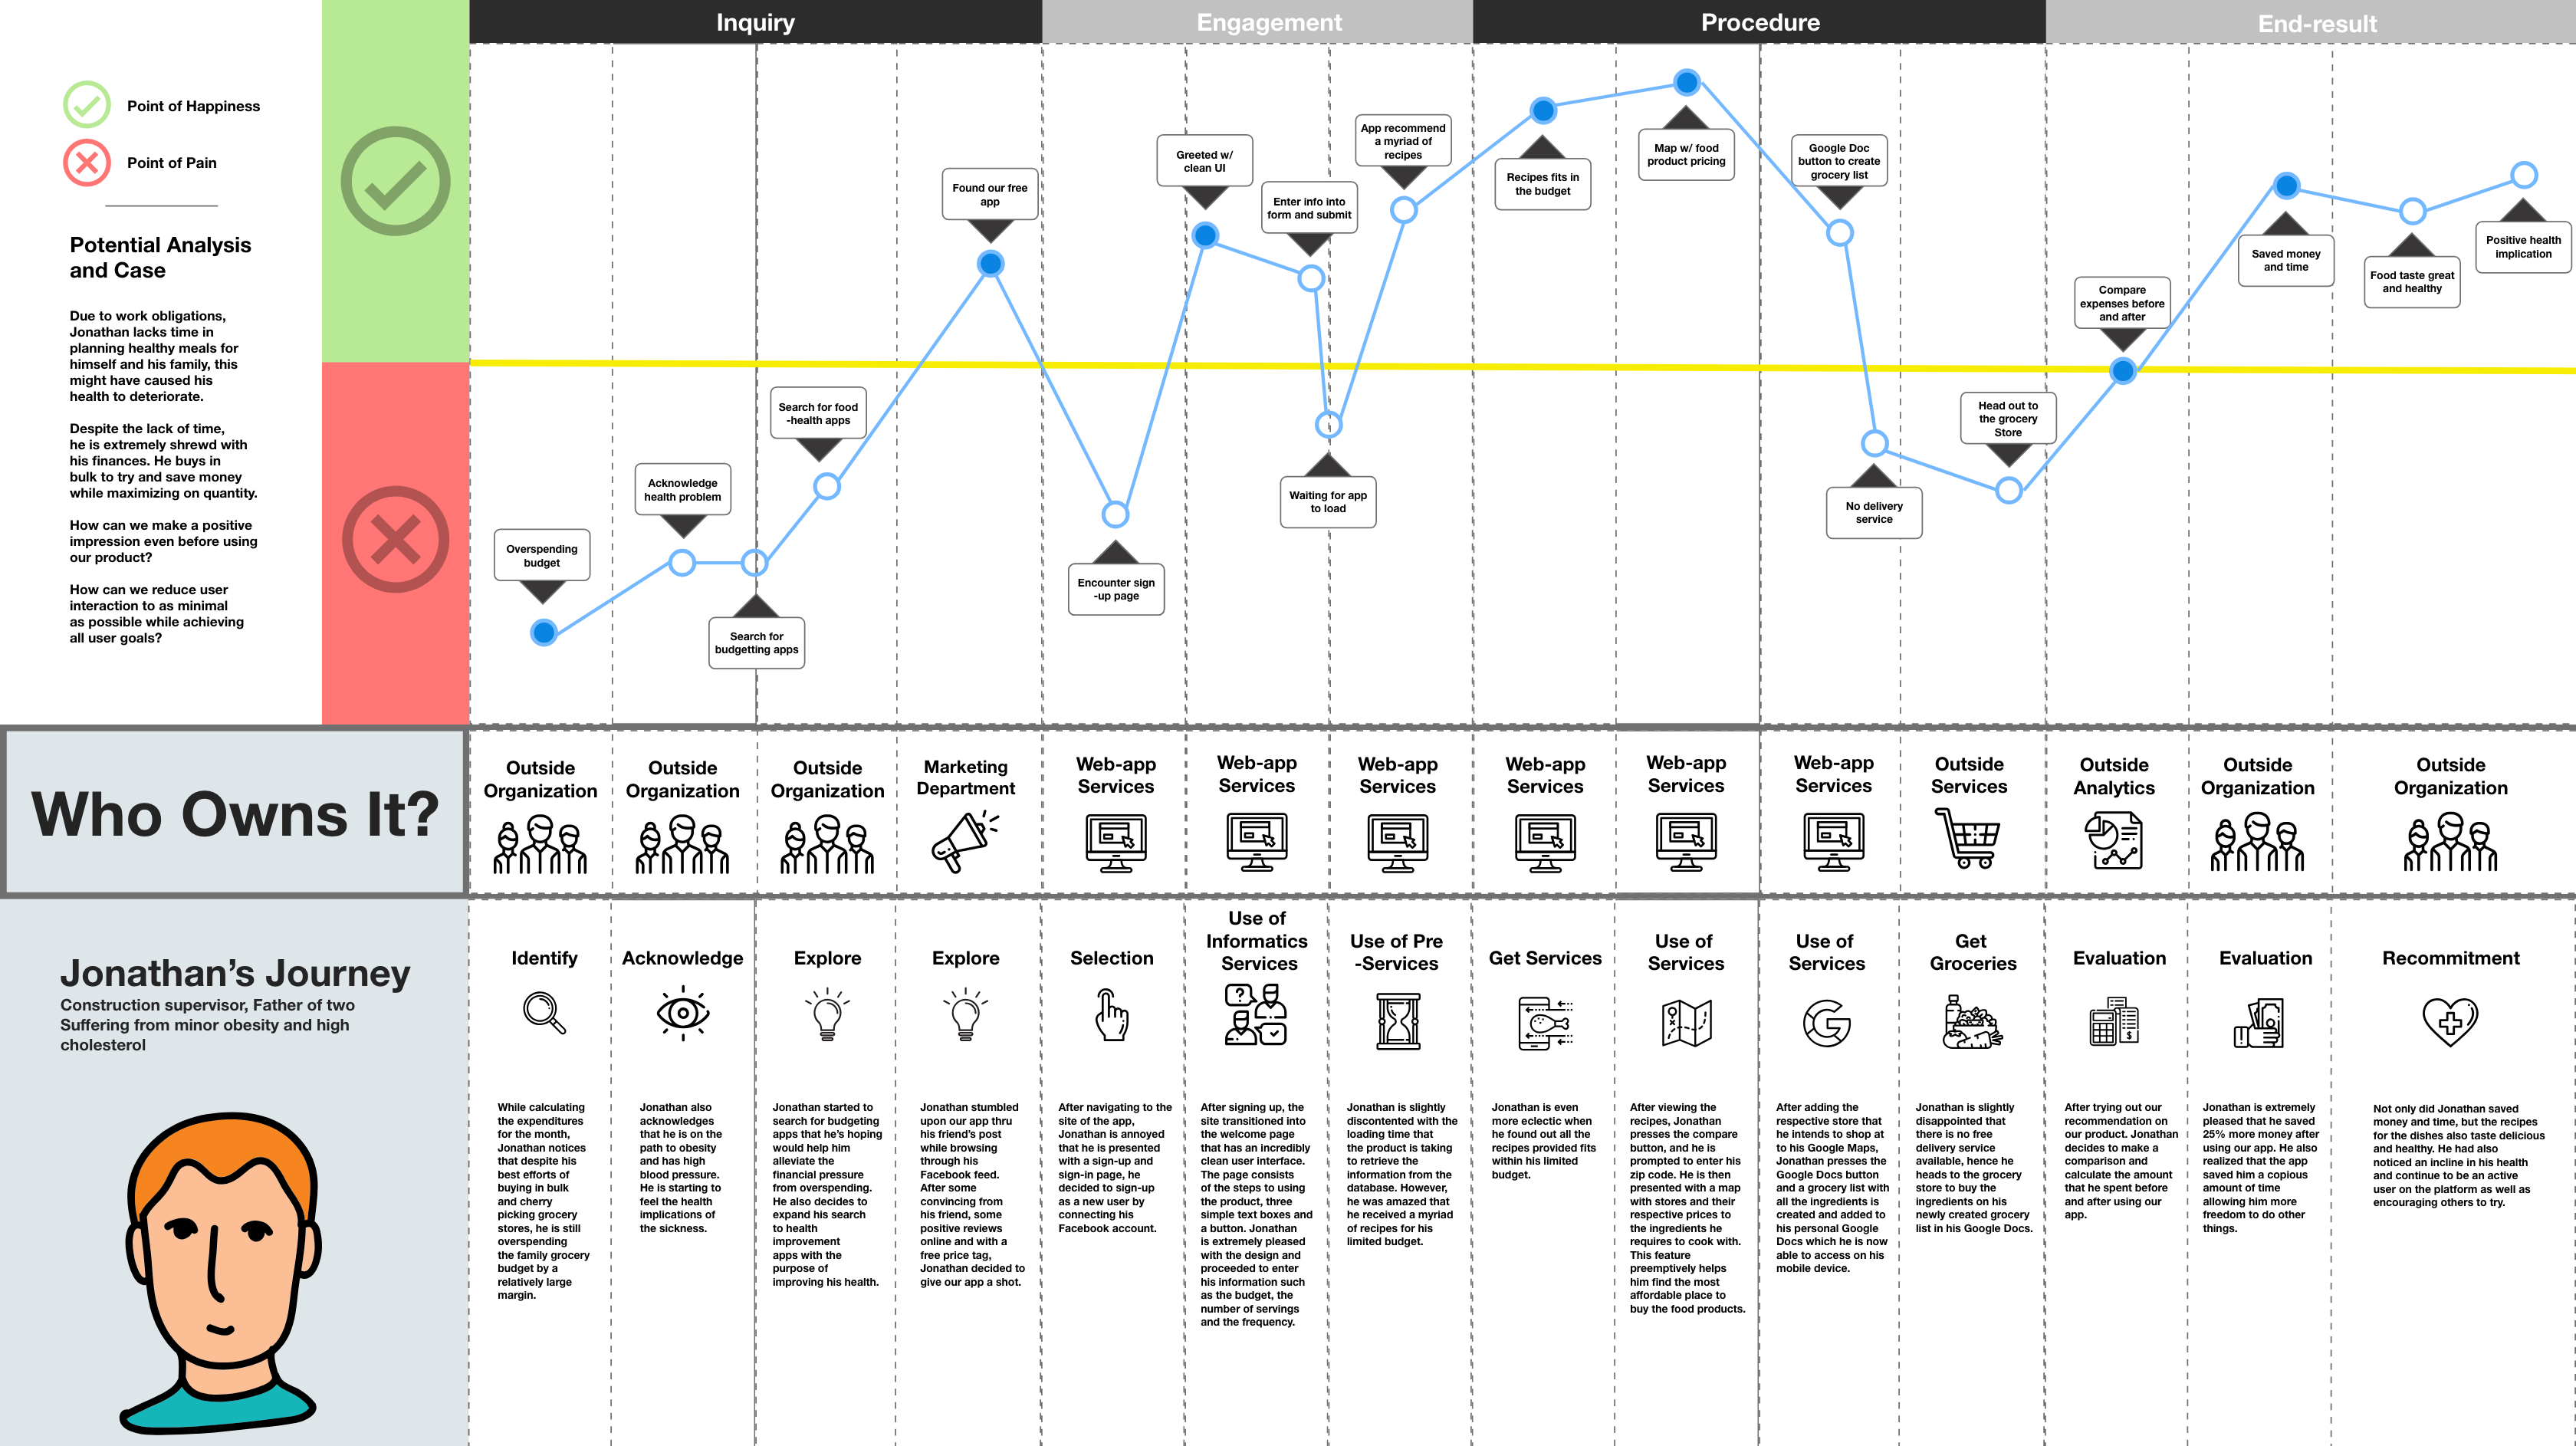 Inquiry
Engagement
Procedure
End-result
Point of Happiness
Point of Pain
Potential Analysis
and Case
Due to work obligations,
Jonathan lacks time in
planning healthy meals for
himself and his family, this
might have caused his
health to deteriorate.
Despite the lack of time,
he is extremely shrewd with
his finances. He buys in
bulk to try and save money
while maximizing on quantity.
How can we make a positive
impression even before using
our product?
How can we reduce user
interaction to as minimal
as possible while achieving
all user goals?
Overspending
budget
Acknowledge
health problem
Search for
budgetting apps
Search for food
-health apps
Found our free
app
Encounter sign
-up page
Greeted w/
clean UI
Enter info into
form and submit
Waiting for app
to load
App recommend
a myriad of
recipes
Recipes fits in
the budget
Map w/ food
product pricing
Google Doc
button to create
grocery list
No delivery
service
Head out to
the grocery
Store
Compare
expenses before
and after
Saved money
and time
Food taste great
and healthy
Positive health
implication
Who Owns It?
Outside
Organization
Outside
Organization
Outside
Organization
Marketing
Department
Web-app
Services
Web-app
Services
Web-app
Services
Web-app
Services
Web-app
Services
Web-app
Services
Outside
Services
Outside
Analytics
Outside
Organization
Outside
Organization
Jonathan's Journey
Construction supervisor, Father of two
Suffering from minor obesity and high
cholesterol
Identify
While calculating
the expenditures
for the month,
Jonathan notices
that despite his
best efforts of
buying in bulk
and cherry
picking grocery
stores, he is still
overspending
the family grocery
budget by a
relatively large
margin.
Acknowledge
Jonathan also
acknowledges
that he is on the
path to obesity
and has high
blood pressure.
He is starting to
feel the health
implications of
the sickness.
Explore
Jonathan started to
search for budgeting
apps that he's hoping
would help him
alleviate the
financial pressure
from overspending.
He also decides to
expand his search
to health
improvement
apps with the
purpose of
improving his health.
Explore
Jonathan stumbled
upon our app thru
his friend's post
while browsing
through his
Facebook feed.
After some
convincing from
his friend, some
positive reviews
online and with a
free price tag,
Jonathan decided to
give our app a shot.
Selection
After navigating to the
site of the app,
Jonathan is annoyed
that he is presented
with a sign-up and
sign-in page, he
decided to sign-up
as a new user by
connecting his
Facebook account.
Use of
Informatics
Services
After signing up, the
site transitioned into
the welcome page
that has an incredibly
clean user interface.
The page consists
of the steps to using
the product, three
simple text boxes and
a button. Jonathan
is extremely pleased
with the design and
proceeded to enter
his information such
as the budget, the
number of servings
and the frequency.
Use of Pre
-Services
Jonathan is slightly
discontented with the
loading time that
the product is taking
to retrieve the
information from the
database. However,
he was amazed that
he received a myriad
of recipes for his
limited budget.
Get Services
Jonathan is even
more eclectic when
he found out all the
recipes provided fits
within his limited
budget.
Use of
Services
After viewing the
recipes, Jonathan
presses the compare
button, and he is
prompted to enter his
zip code. He is then
presented with a map
with stores and their
respective prices to
the ingredients he
requires to cook with.
This feature
preemptively helps
him find the most
affordable place to
buy the food products.
Use of
Services
After adding the
respective store that
he intends to shop at
to his Google Maps,
Jonathan presses the
Google Docs button
and a grocery list with
all the ingredients is
created and added to
his personal Google
Docs which he is now
able to access on his
mobile device.
Get
Groceries
Jonathan is slightly
disappointed that
there is no free
delivery service
available, hence he
heads to the grocery
store to buy the
ingredients on his
newly created grocery
list in his Google Docs.
Evaluation
After trying out our
recommendation on
our product. Jonathan
decides to make a
comparison and
calculate the amount
that he spent before
and after using our
app.
Evaluation
Jonathan is extremely
pleased that he saved
25% more money after
using our app. He also
realized that the app
saved him a copious
amount of time
allowing him more
freedom to do other
things.
Recommitment
Not only did Jonathan saved
money and time, but the recipes
for the dishes also taste delicious
and healthy. He had also
noticed an incline in his health
and continue to be an active
user on the platform as well as
encouraging others to try.